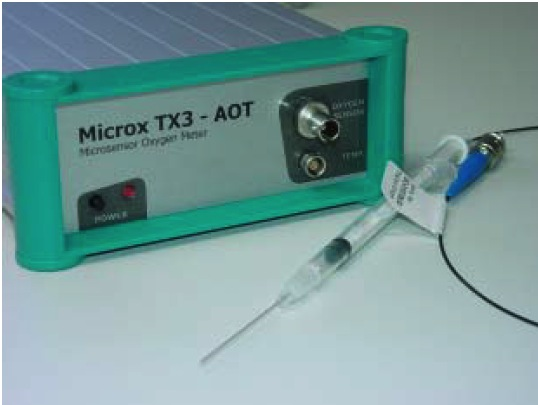 Microx TX3 - AOT
Microsensor Oxygen Meter
OXYGEN
SENSOR
TEMP
POWER